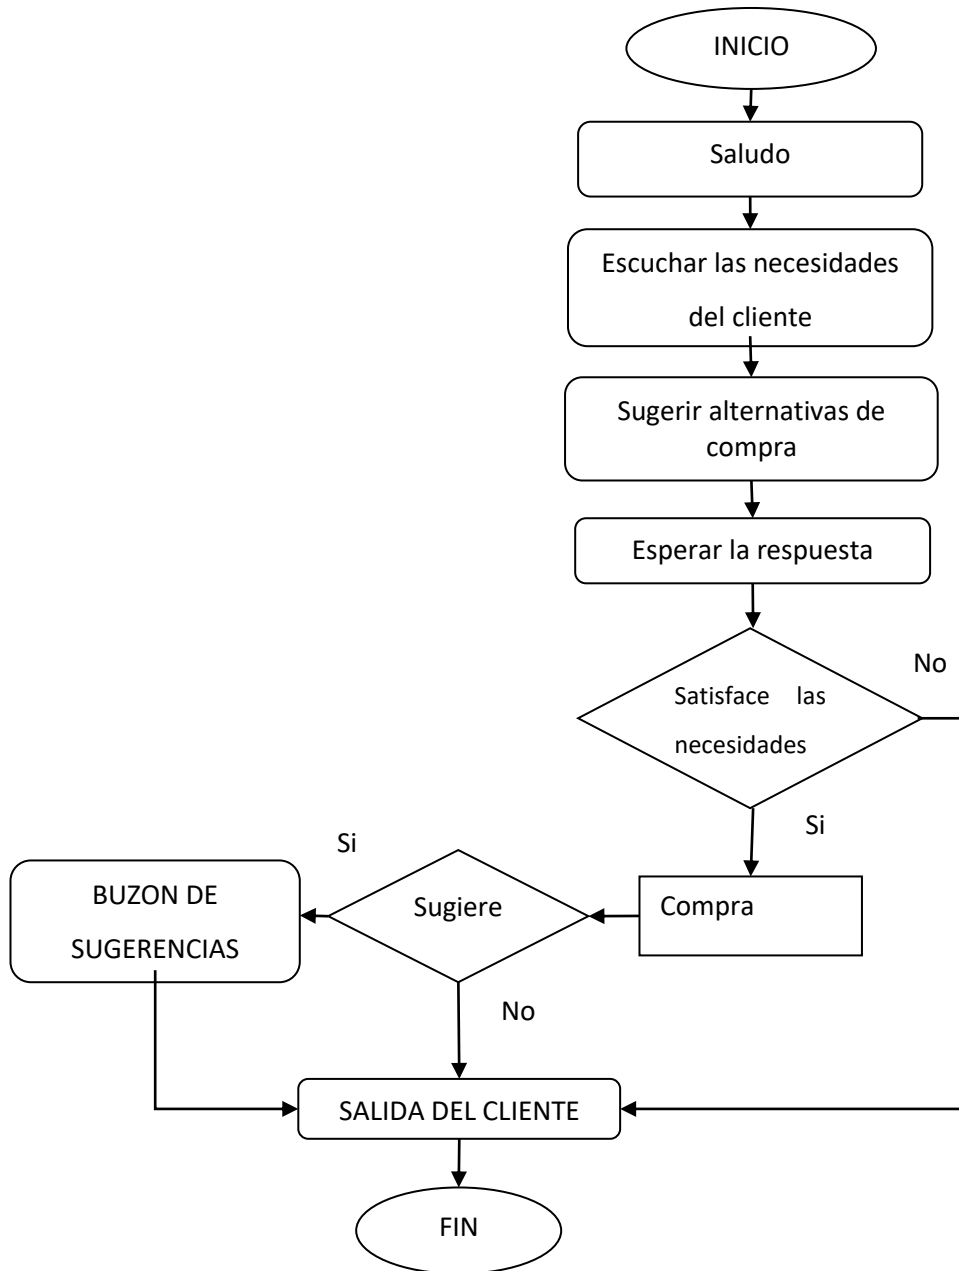 INICIO
Saludo
Escuchar las necesidades
del cliente
Sugerir alternativas de
compra
Esperar la respuesta
No
Satisface las
necesidades
Si
Si
BUZON DE
SUGERENCIAS
Sugiere
Compra
No
SALIDA DEL CLIENTE
FIN